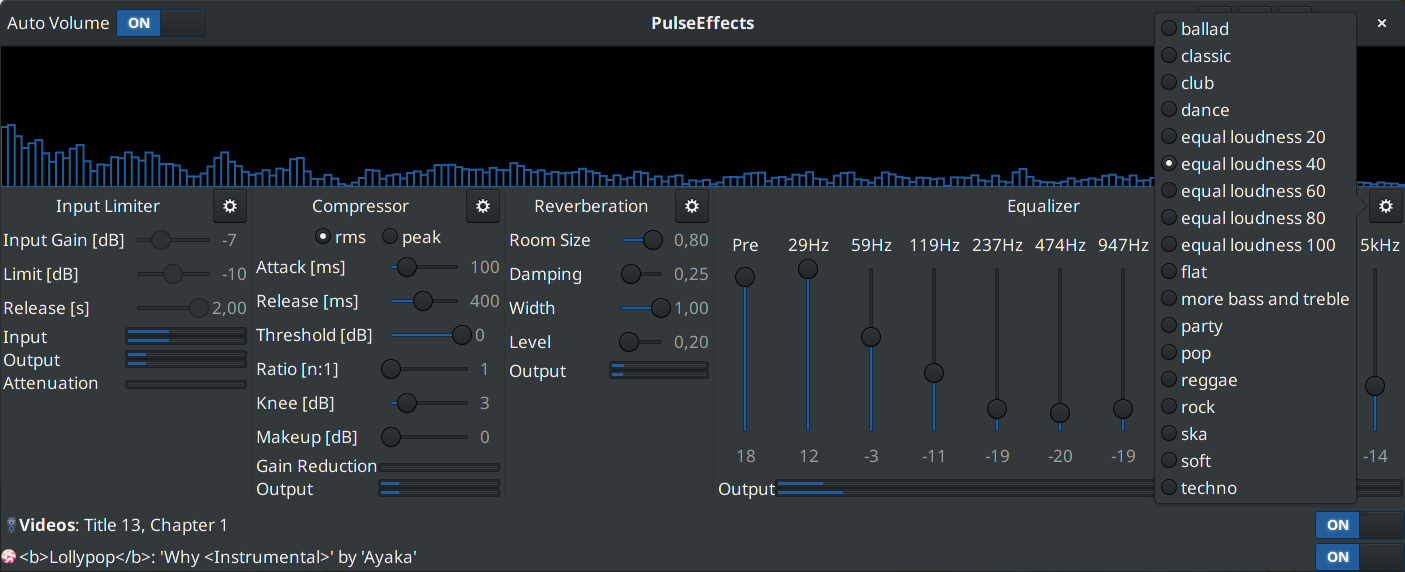 Auto Volume ON
PulseEffects
Input Limiter
Input Gain [dB] -7
Limit [dB] -10
Release [s] 2,00
Input
Output
Attenuation
Compressor
rms peak
Attack [ms] 100
Release [ms] 400
Threshold [dB] 0
Ratio [n:1] 1
Knee [dB] 3
Makeup [dB] 0
Gain Reduction
Output
Reverberation
Room Size 0,80
Damping 0,25
Width 1,00
Level 0,20
Output
Equalizer
Pre 29Hz 59Hz 119Hz 237Hz 474Hz 947Hz 5kHz
18 12 -3 -11 -19 -20 -19 -14
Output
ballad
classic
club
dance
equal loudness 20
equal loudness 40
equal loudness 60
equal loudness 80
equal loudness 100
flat
more bass and treble
party
pop
reggae
rock
ska
soft
techno
Videos: Title 13, Chapter 1 ON
<b>Lollypop</b>: 'Why <Instrumental>' by 'Ayaka' ON